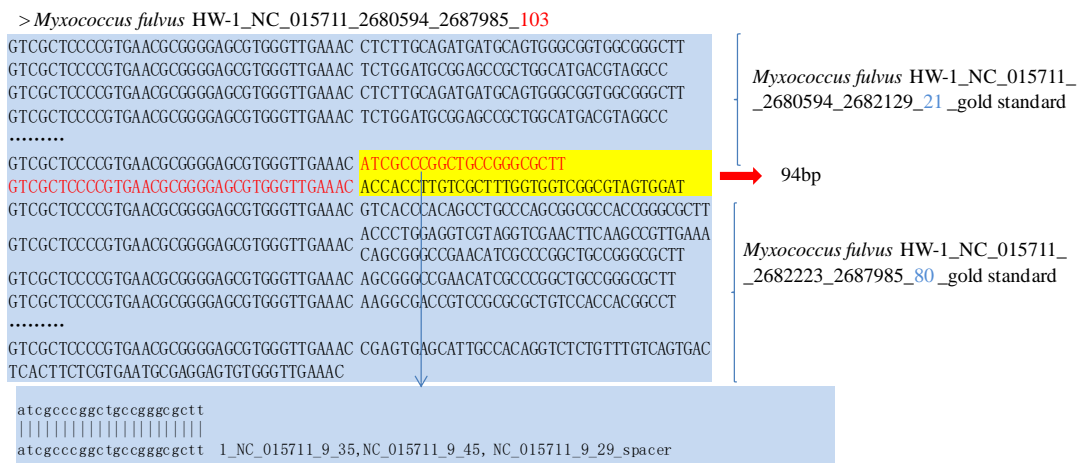 >Myxococcus fulvus HW-1_NC_015711_2680594_2687985_103
GTCGCTCCCCGTGAACGCGGGGAGCGTGGGTTGAAAC CTCTTGCAGATGATGCAGTGGGCGGTGGCGGGCTT
GTCGCTCCCCGTGAACGCGGGGAGCGTGGGTTGAAACT TCTGGATGCGGAGCCGCTGGCATGACGTAGGCC
GTCGCTCCCCGTGAACGCGGGGAGCGTGGGTTGAAAC CTCTTGCAGATGATGCAGTGGGCGGTGGCGGGCTT
GTCGCTCCCCGTGAACGCGGGGAGCGTGGGTTGAAACT TCTGGATGCGGAGCCGCTGGCATGACGTAGGCC
.........
GTCGCTCCCCGTGAACGCGGGGAGCGTGGGTTGAAAC ATCGCCCGGCTGCCGGGCGCTT
GTCGCTCCCCGTGAACGCGGGGAGCGTGGGTTGAAAC ACCACCTTGTCGCTTTGGTGGTCGGCGTAGTGGAT
GTCGCTCCCCGTGAACGCGGGGAGCGTGGGTTGAAAC GTCACCCACAGCCTGCCCAGCGGCGCCACCGGGCGCTT
GTCGCTCCCCGTGAACGCGGGGAGCGTGGGTTGAAAC ACCCTGGAGGTCGTAGGTCGAACTTCAAGCCGTTGAAA
CAGCGGGCCGAACATCGCCCGGCTGCCGGGCGCTT
GTCGCTCCCCGTGAACGCGGGGAGCGTGGGTTGAAAC AGCGGGCCGAACATCGCCCGGCTGCCGGGCGCTT
GTCGCTCCCCGTGAACGCGGGGAGCGTGGGTTGAAAC AAGGCGACCGTCCGCGCGCTGTCCACCACGGCCT
.........
GTCGCTCCCCGTGAACGCGGGGAGCGTGGGTTGAAAC CGAGTGAGCATTGCCACAGGTCTCTGTTTGTCAGTGAC
TCACTTCTCGTGAATGCGAGGAGTGTGGGTTGAAAC
Myxococcus fulvus HW-1_NC_015711_
_2680594_2682129_21 _gold standard
94bp
Myxococcus fulvus HW-1_NC_015711_
_2682223_2687985_80 _gold standard
atcgcccggctgccgggcgctt
||||||||||||||||||||||
atcgcccggctgccgggcgctt 1_NC_015711_9_35,NC_015711_9_45, NC_015711_9_29_spacer